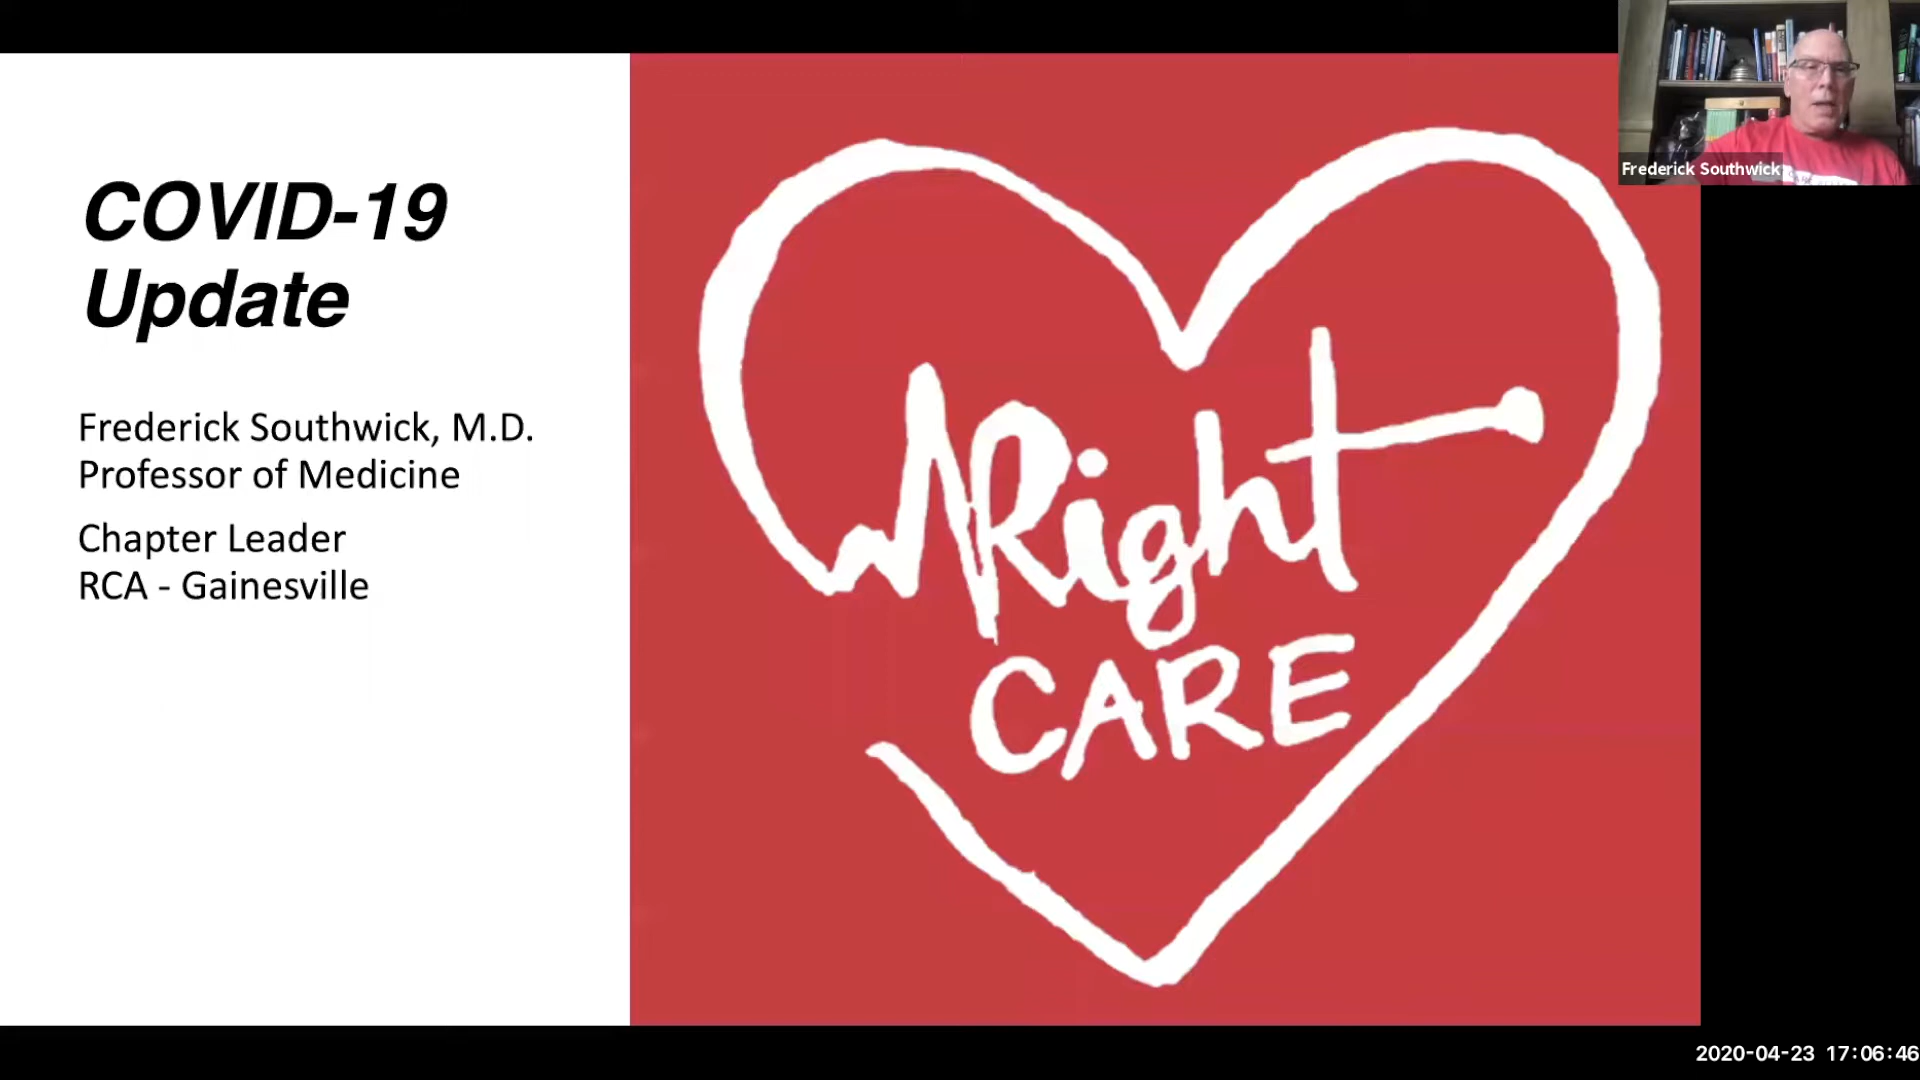 COVID-19
Update
Frederick Southwick, M.D.
Professor of Medicine
Chapter Leader
RCA - Gainesville
Right
CARE
Frederick Southwick
2020-04-23 17:06:46